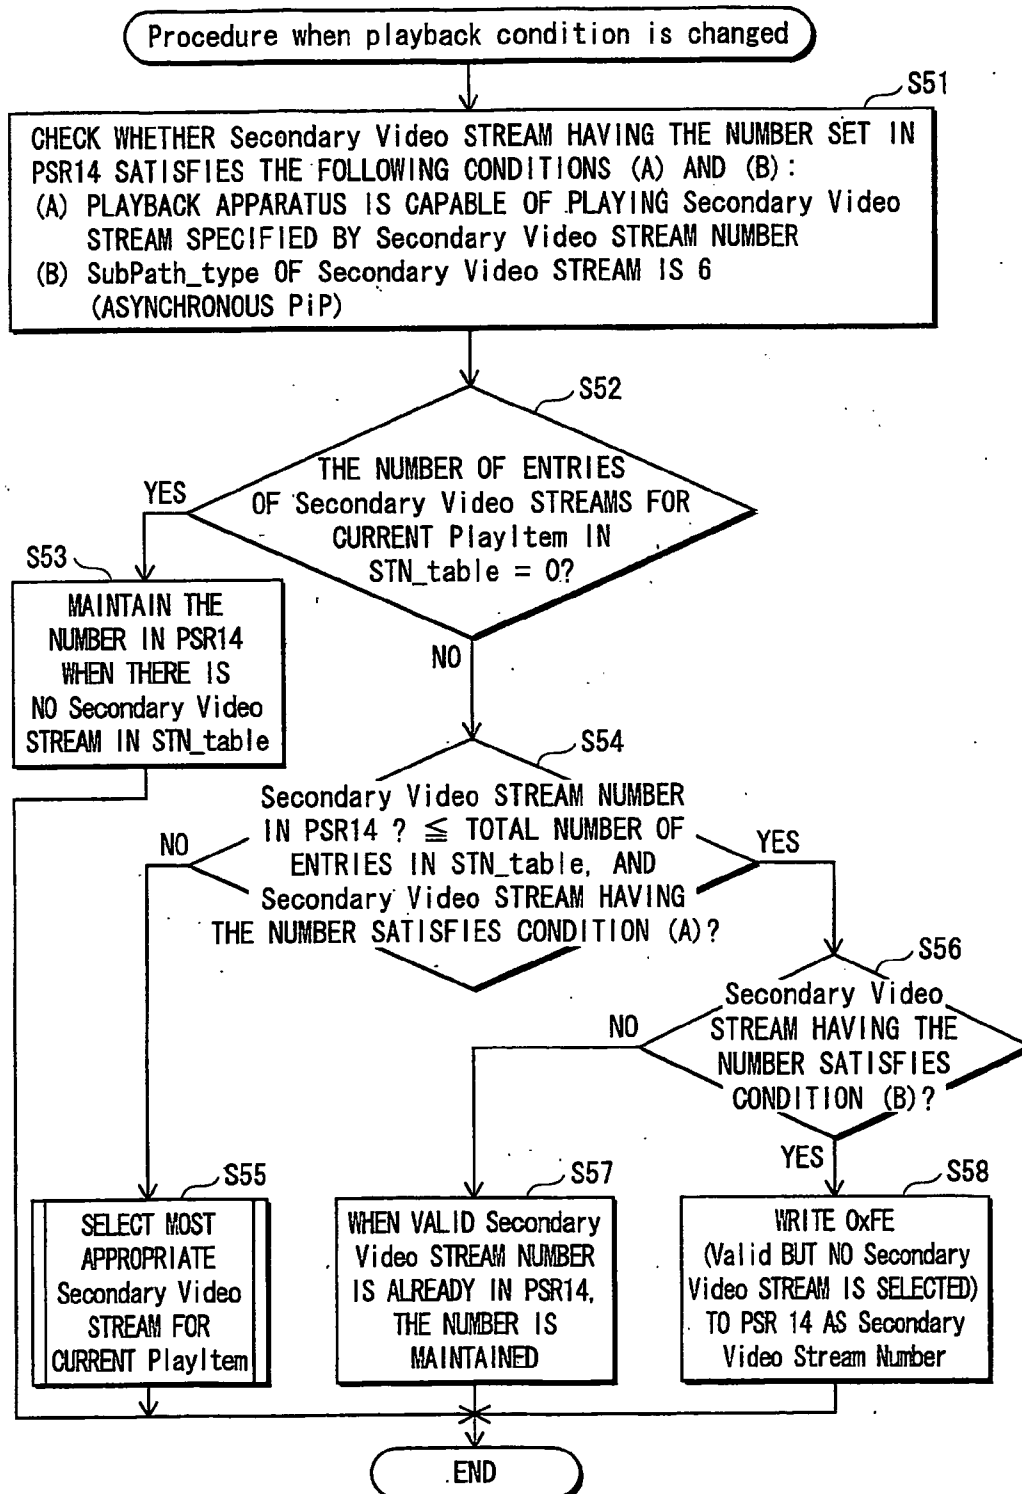 Procedure when playback condition is changed
S51
CHECK WHETHER Secondary Video STREAM HAVING THE NUMBER SET IN
PSR14 SATISFIES THE FOLLOWING CONDITIONS (A) AND (B):
(A) PLAYBACK APPARATUS IS CAPABLE OF PLAYING Secondary Video
STREAM SPECIFIED BY Secondary Video STREAM NUMBER
(B) SubPath_type OF Secondary Video STREAM IS 6
(ASYNCHRONOUS PiP)
S52
THE NUMBER OF ENTRIES
OF Secondary Video STREAMS FOR
CURRENT PlayItem IN
STN_table = 0?
YES
NO
S53
MAINTAIN THE
NUMBER IN PSR14
WHEN THERE IS
NO Secondary Video
STREAM IN STN_table
S54
Secondary Video STREAM NUMBER
IN PSR14 ? ≦ TOTAL NUMBER OF
ENTRIES IN STN_table, AND
Secondary Video STREAM HAVING
THE NUMBER SATISFIES CONDITION (A)?
NO
YES
S56
Secondary Video
STREAM HAVING THE
NUMBER SATISFIES
CONDITION (B)?
NO
YES
S55
SELECT MOST
APPROPRIATE
Secondary Video
STREAM FOR
CURRENT PlayItem
S57
WHEN VALID Secondary
Video STREAM NUMBER
IS ALREADY IN PSR14,
THE NUMBER IS
MAINTAINED
S58
WRITE 0xFE
(Valid BUT NO Secondary
Video STREAM IS SELECTED)
TO PSR 14 AS Secondary
Video Stream Number
END